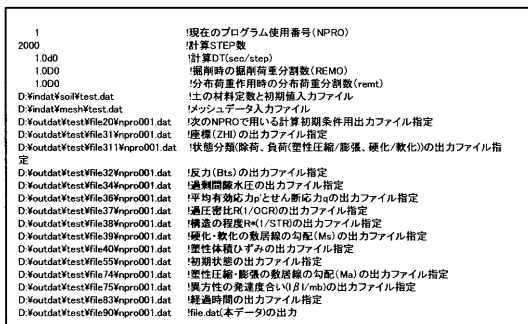 1 !現在のプログラム使用番号(NPRO)
2000 !計算STEP数
1.0d0 !計算DT(sec/step)
1.0D0 !掘削時の掘削荷重分割数(REMO)
1.0D0 !分布荷重作用時の分布荷重分割数(remt)
D:¥indat¥soil¥test.dat !土の材料定数と初期値入力ファイル
D:¥indat¥mesh¥test.dat !メッシュデータ入力ファイル
D:¥outdat¥test¥file20¥npro001.dat !次のNPROで用いる計算初期条件用出力ファイル指定
D:¥outdat¥test¥file31¥npro001.dat !座標(ZHI)の出力ファイル指定
D:¥outdat¥test¥file311¥npro001.dat !状態分類(除荷、負荷(塑性圧縮/膨張、硬化/軟化))の出力ファイル指
定
D:¥outdat¥test¥file32¥npro001.dat !反力(Bts)の出力ファイル指定
D:¥outdat¥test¥file34¥npro001.dat !過剰間隙水圧の出力ファイル指定
D:¥outdat¥test¥file36¥npro001.dat !平均有効応力p'とせん断応力qの出力ファイル指定
D:¥outdat¥test¥file37¥npro001.dat !過圧密比R(1/OCR)の出力ファイル指定
D:¥outdat¥test¥file38¥npro001.dat !構造の程度R*(1/STR)の出力ファイル指定
D:¥outdat¥test¥file39¥npro001.dat !硬化・軟化の敷居線の勾配(Ms)の出力ファイル指定
D:¥outdat¥test¥file40¥npro001.dat !塑性体積ひずみの出力ファイル指定
D:¥outdat¥test¥file55¥npro001.dat !初期状態の出力ファイル指定
D:¥outdat¥test¥file74¥npro001.dat !塑性圧縮・膨張の敷居線の勾配(Ma)の出力ファイル指定
D:¥outdat¥test¥file75¥npro001.dat !異方性の発達度合い(lβl/mb)の出力ファイル指定
D:¥outdat¥test¥file83¥npro001.dat !経過時間の出力ファイル指定
D:¥outdat¥test¥file90¥npro001.dat !file.dat(本データ)の出力